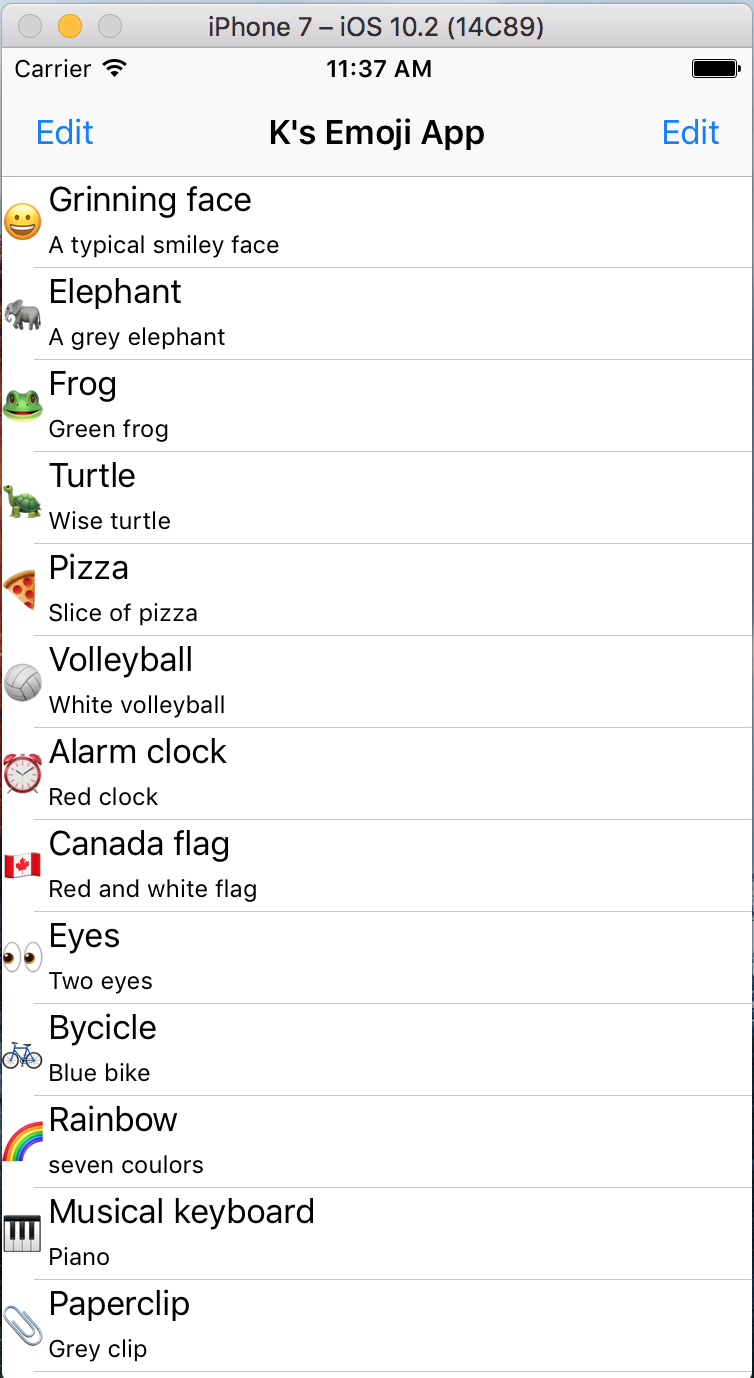 iPhone 7 – iOS 10.2 (14C89)
Carrier 11:37 AM
Edit K's Emoji App Edit
Grinning face
A typical smiley face
Elephant
A grey elephant
Frog
Green frog
Turtle
Wise turtle
Pizza
Slice of pizza
Volleyball
White volleyball
Alarm clock
Red clock
Canada flag
Red and white flag
Eyes
Two eyes
Bycicle
Blue bike
Rainbow
seven coulors
Musical keyboard
Piano
Paperclip
Grey clip